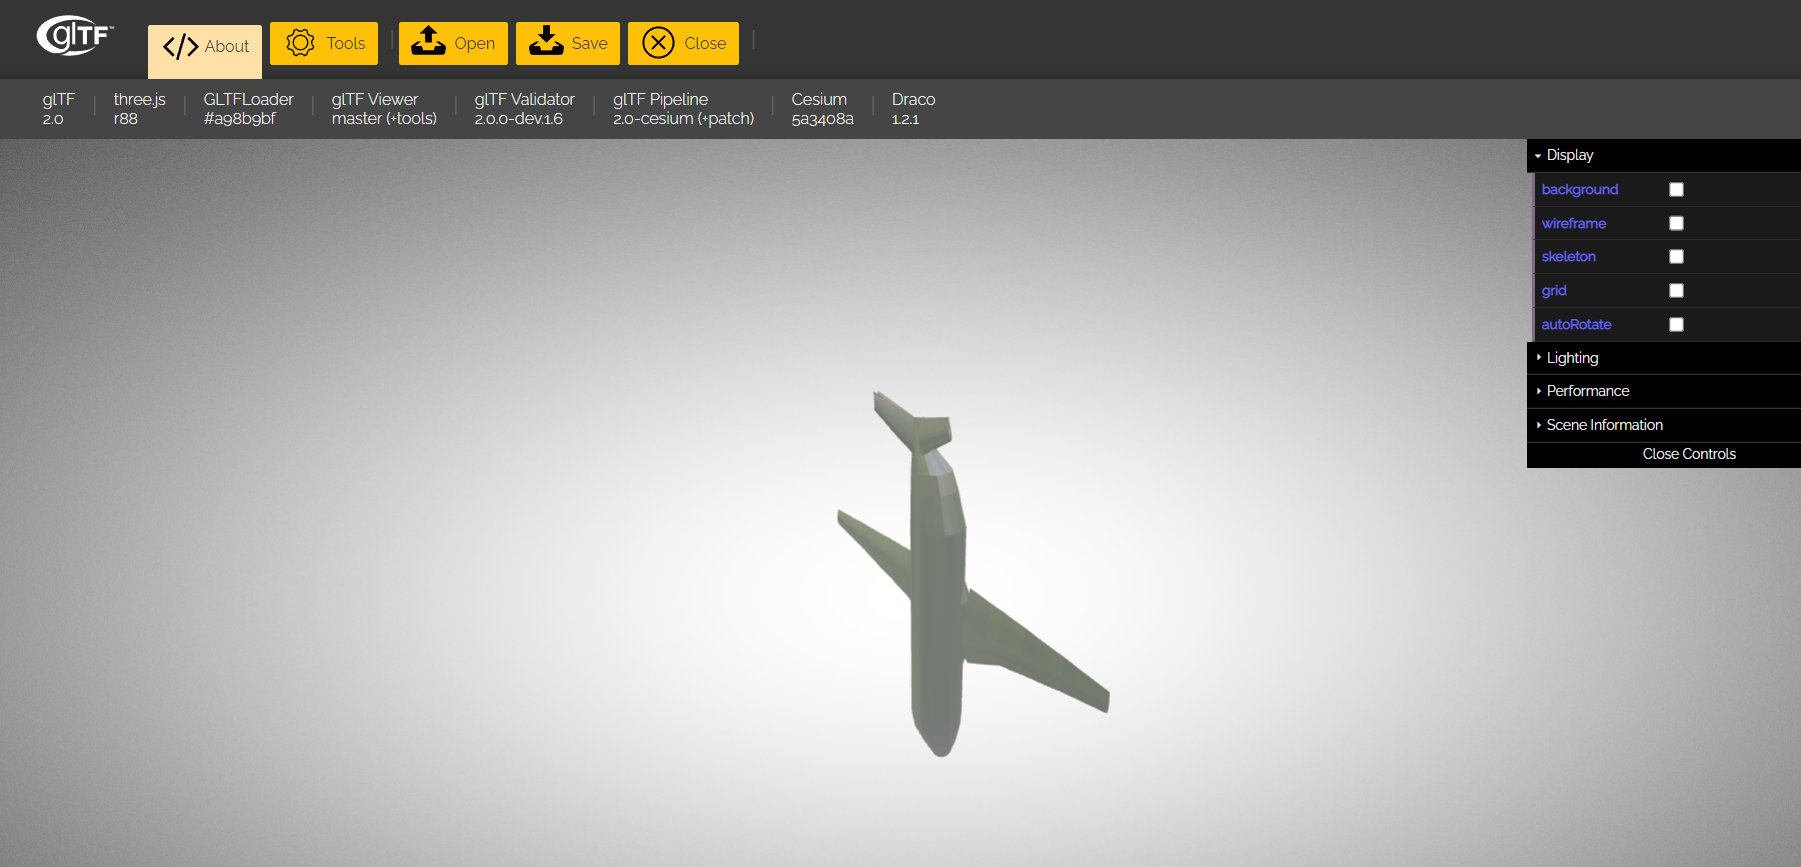 glTF™
About
Tools
Open
Save
Close
glTF
2.0
three.js
r88
GLTFLoader
#a98b9bf
glTF Viewer
master (+tools)
glTF Validator
2.0.0-dev.1.6
glTF Pipeline
2.0-cesium (+patch)
Cesium
5a3408a
Draco
1.2.1
Display
background
wireframe
skeleton
grid
autoRotate
Lighting
Performance
Scene Information
Close Controls